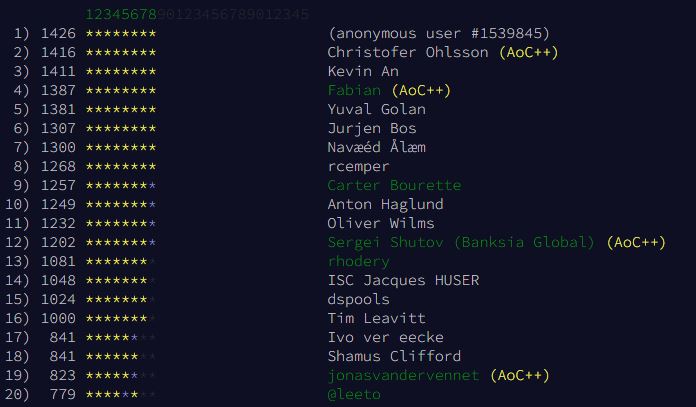 1234567890123456789012345
1) 1426 ******** (anonymous user #1539845)
2) 1416 ******** Christofer Ohlsson (AoC++)
3) 1411 ******** Kevin An
4) 1387 ******** Fabian (AoC++)
5) 1381 ******** Yuval Golan
6) 1307 ******** Jurjen Bos
7) 1300 ******** Navæéd Ålæm
8) 1268 ******** rcemper
9) 1257 ******** Carter Bourette
10) 1249 ******** Anton Haglund
11) 1232 ******** Oliver Wilms
12) 1202 ******** Sergei Shutov (Banksia Global) (AoC++)
13) 1081 ******** rhodery
14) 1048 ******** ISC Jacques HUSER
15) 1024 ******** dspools
16) 1000 ******** Tim Leavitt
17) 841 ******** Ivo ver eecke
18) 841 ******** Shamus Clifford
19) 823 ******** jonasvandervennet (AoC++)
20) 779 ******** @leeto